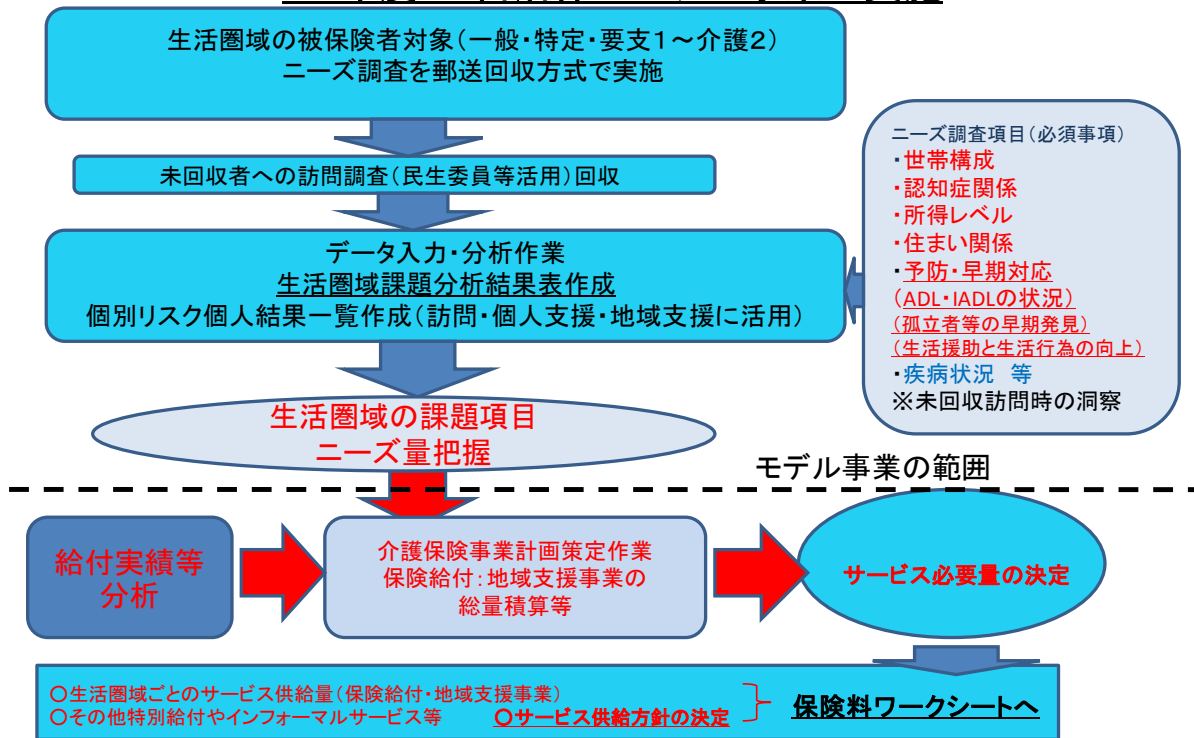 生活圏域の被保険者対象(一般・特定・要支1～介護2)
ニーズ調査を郵送回収方式で実施
未回収者への訪問調査(民生委員等活用)回収
データ入力・分析作業
生活圏域課題分析結果表作成
個別リスク個人結果一覧作成(訪問・個人支援・地域支援に活用)
ニーズ調査項目(必須事項)
・世帯構成
・認知症関係
・所得レベル
・住まい関係
・予防・早期対応
(ADL・IADLの状況)
(孤立者等の早期発見)
(生活援助と生活行為の向上)
・疾病状況 等
※未回収訪問時の洞察
生活圏域の課題項目
ニーズ量把握
モデル事業の範囲
給付実績等
分析
介護保険事業計画策定作業
保険給付:地域支援事業の
総量積算等
サービス必要量の決定
○生活圏域ごとのサービス供給量(保険給付・地域支援事業)
○その他特別給付やインフォーマルサービス等 ○サービス供給方針の決定
保険料ワークシートへ